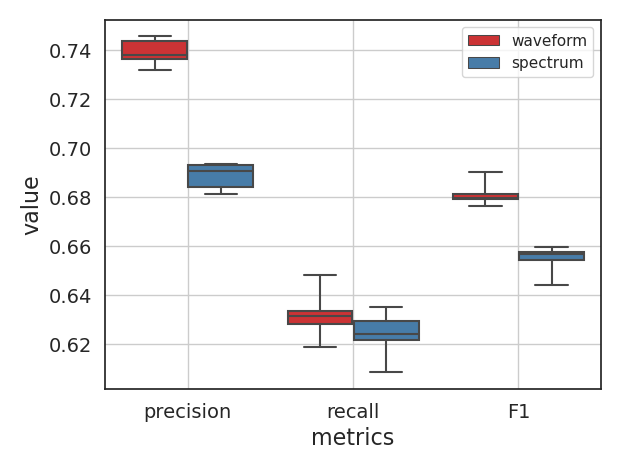 waveform
spectrum
0.74
0.72
0.70
0.68
0.66
0.64
0.62
value
precision recall F1
metrics